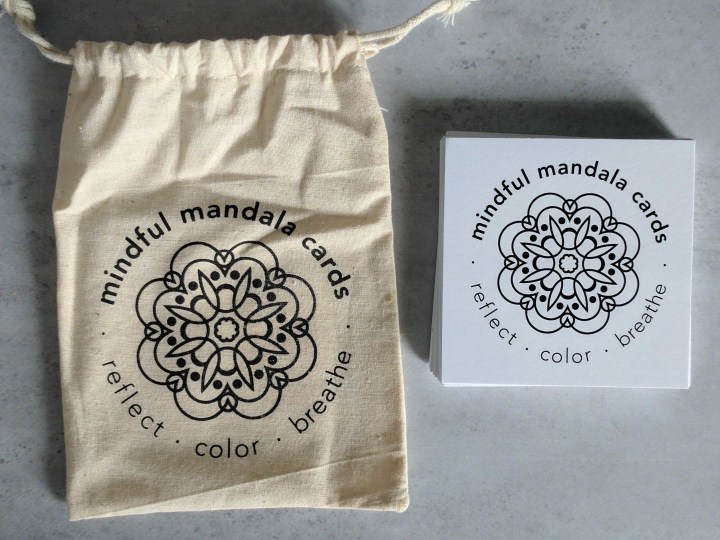 mindful mandala cards
· reflect · color · breathe ·
mindful mandala cards
· reflect · color · breathe ·